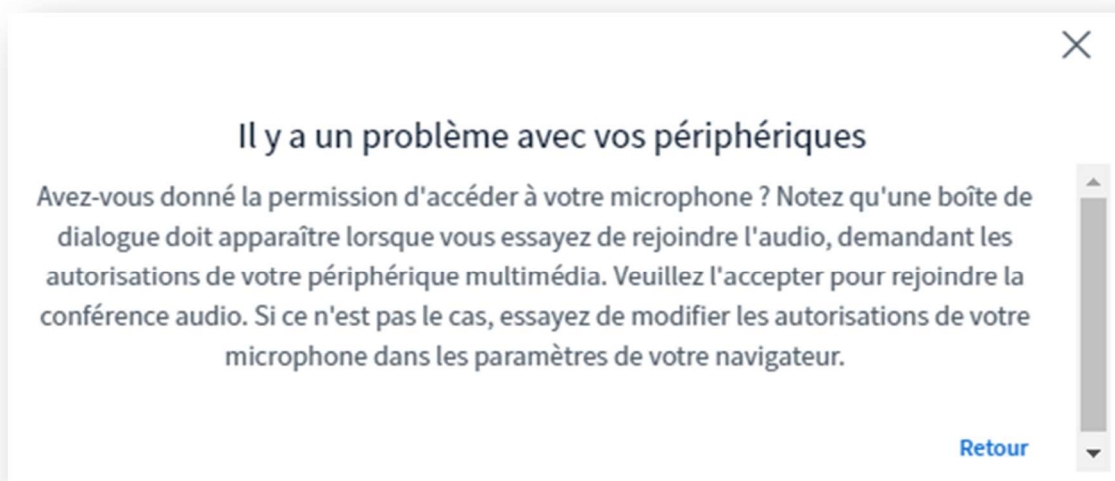 Il y a un problème avec vos périphériques
Avez-vous donné la permission d'accéder à votre microphone ? Notez qu'une boîte de
dialogue doit apparaître lorsque vous essayez de rejoindre l'audio, demandant les
autorisations de votre périphérique multimédia. Veuillez l'accepter pour rejoindre la
conférence audio. Si ce n'est pas le cas, essayez de modifier les autorisations de votre
microphone dans les paramètres de votre navigateur.
Retour